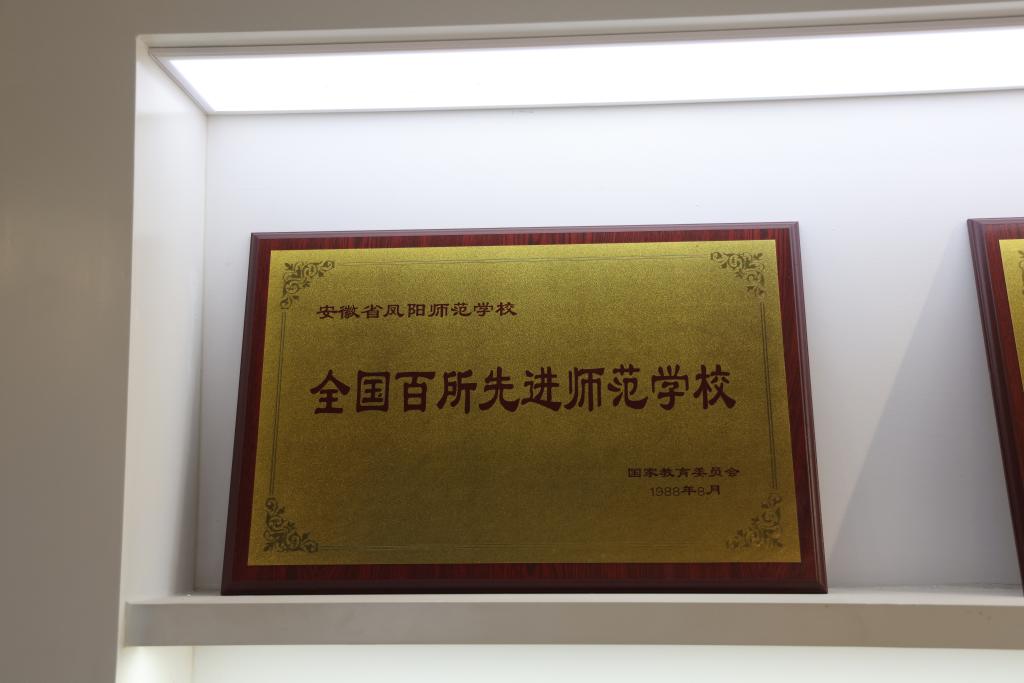 安徽省凤阳师范学校
全国百所先进师范学校
国家教育委员会
1988年8月